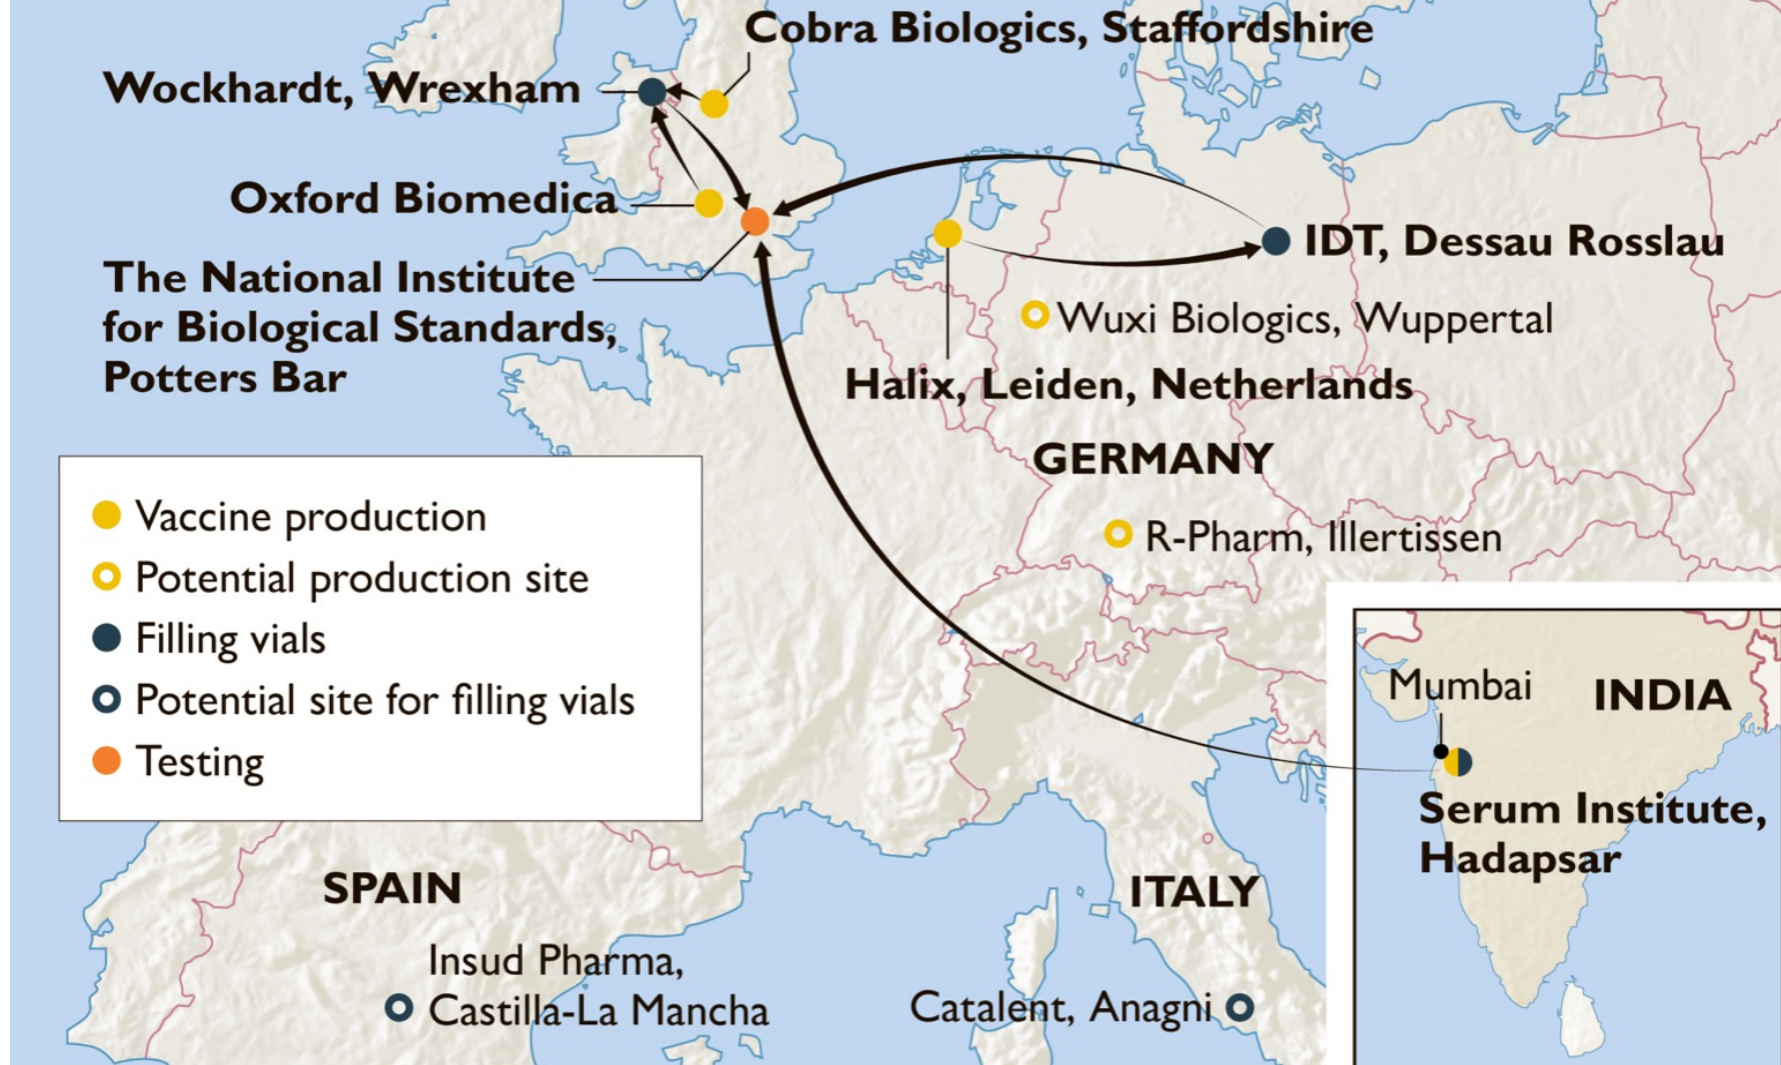 Cobra Biologics, Staffordshire
Wockhardt, Wrexham
Oxford Biomedica
The National Institute
for Biological Standards,
Potters Bar
IDT, Dessau Rosslau
Wuxi Biologics, Wuppertal
Halix, Leiden, Netherlands
GERMANY
R-Pharm, Illertissen
Vaccine production
Potential production site
Filling vials
Potential site for filling vials
Testing
Mumbai
INDIA
Serum Institute,
Hadapsar
SPAIN
Insud Pharma,
Castilla-La Mancha
ITALY
Catalent, Anagni